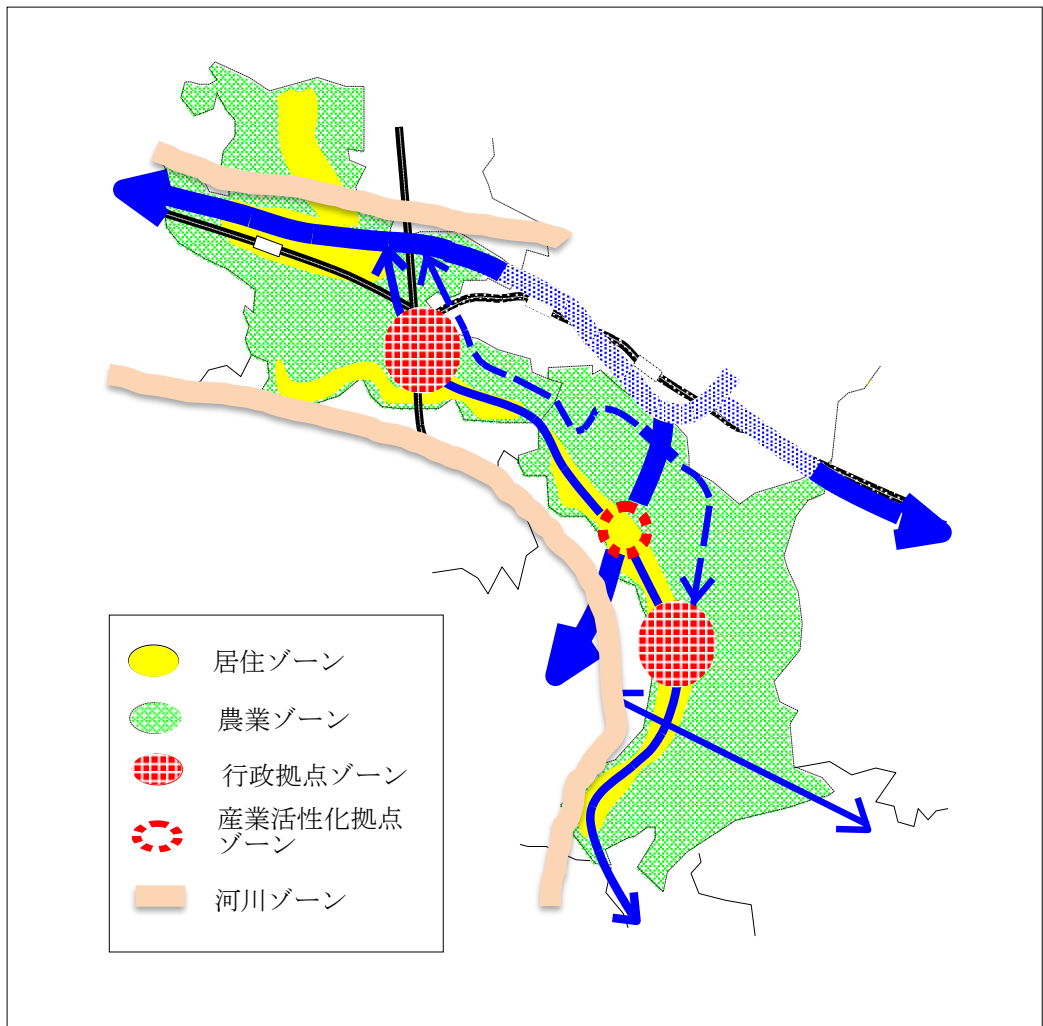 居住ゾーン
農業ゾーン
行政拠点ゾーン
産業活性化拠点
ゾーン
河川ゾーン